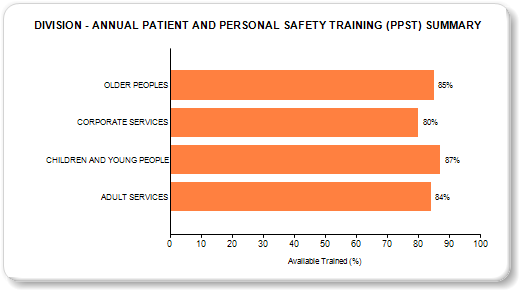 DIVISION - ANNUAL PATIENT AND PERSONAL SAFETY TRAINING (PPST) SUMMARY
OLDER PEOPLES 85%
CORPORATE SERVICES 80%
CHILDREN AND YOUNG PEOPLE 87%
ADULT SERVICES 84%
0 10 20 30 40 50 60 70 80 90 100
Available Trained (%)